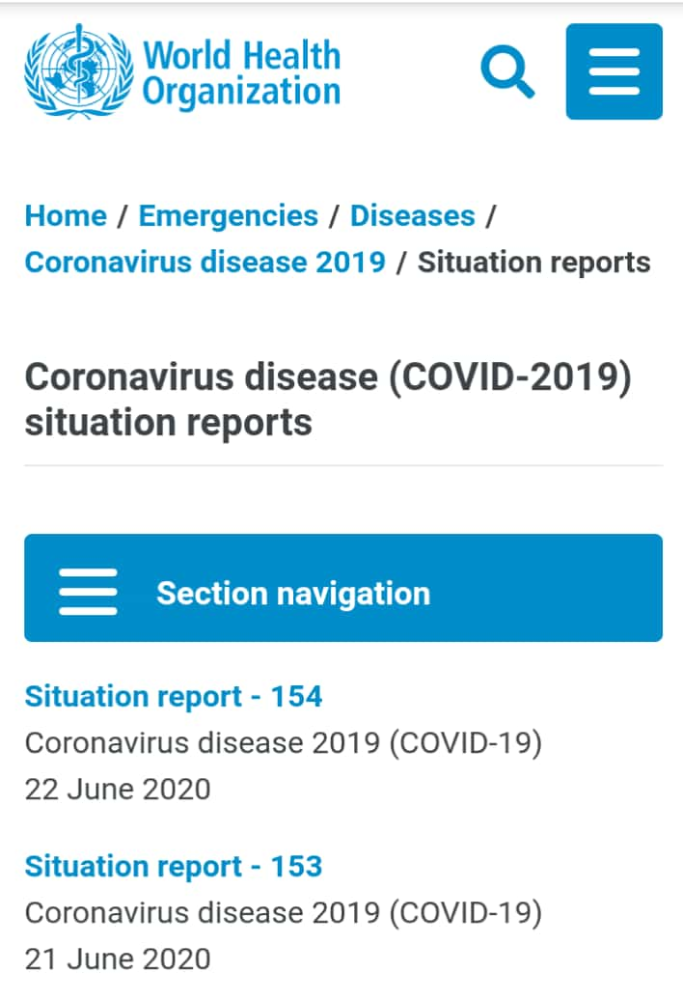 World Health
Organization
Home / Emergencies / Diseases /
Coronavirus disease 2019 / Situation reports
Coronavirus disease (COVID-2019)
situation reports
Section navigation
Situation report - 154
Coronavirus disease 2019 (COVID-19)
22 June 2020
Situation report - 153
Coronavirus disease 2019 (COVID-19)
21 June 2020